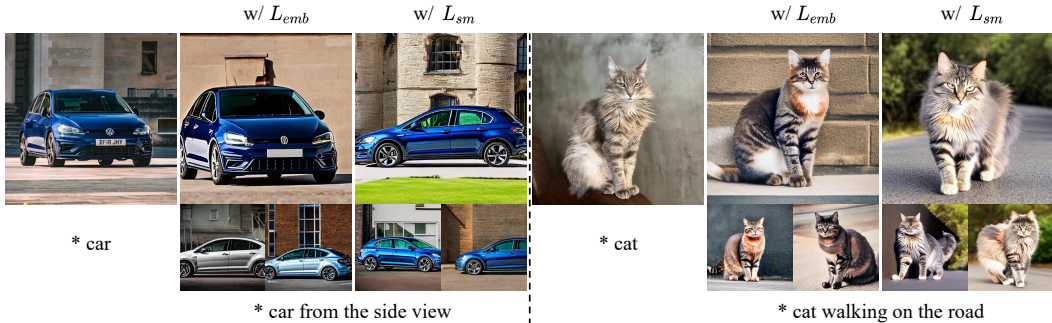 w/ L_emb
w/ L_sm
w/ L_emb
w/ L_sm
* car
* cat
* car from the side view
* cat walking on the road